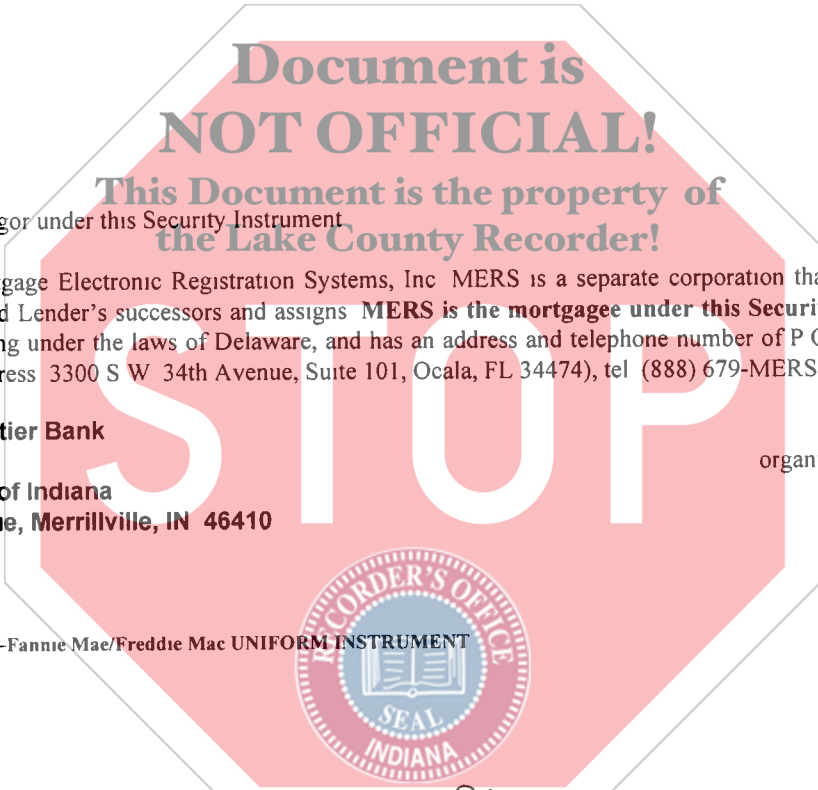 Document is
NOT OFFICIAL!
This Document is the property of
gor under this Security Instrument
the Lake County Recorder!
gage Electronic Registration Systems, Inc MERS is a separate corporation tha
d Lender's successors and assigns MERS is the mortgagee under this Securi
ng under the laws of Delaware, and has an address and telephone number of P O
ress 3300 S W 34th Avenue, Suite 101, Ocala, FL 34474), tel (888) 679-MERS
STOP
tier Bank
organ
of Indiana
e, Merrillville, IN 46410
-Fannie Mae/Freddie Mac UNIFORM INSTRUMENT
RECORDER'S OFFICE
SEAL
INDIANA